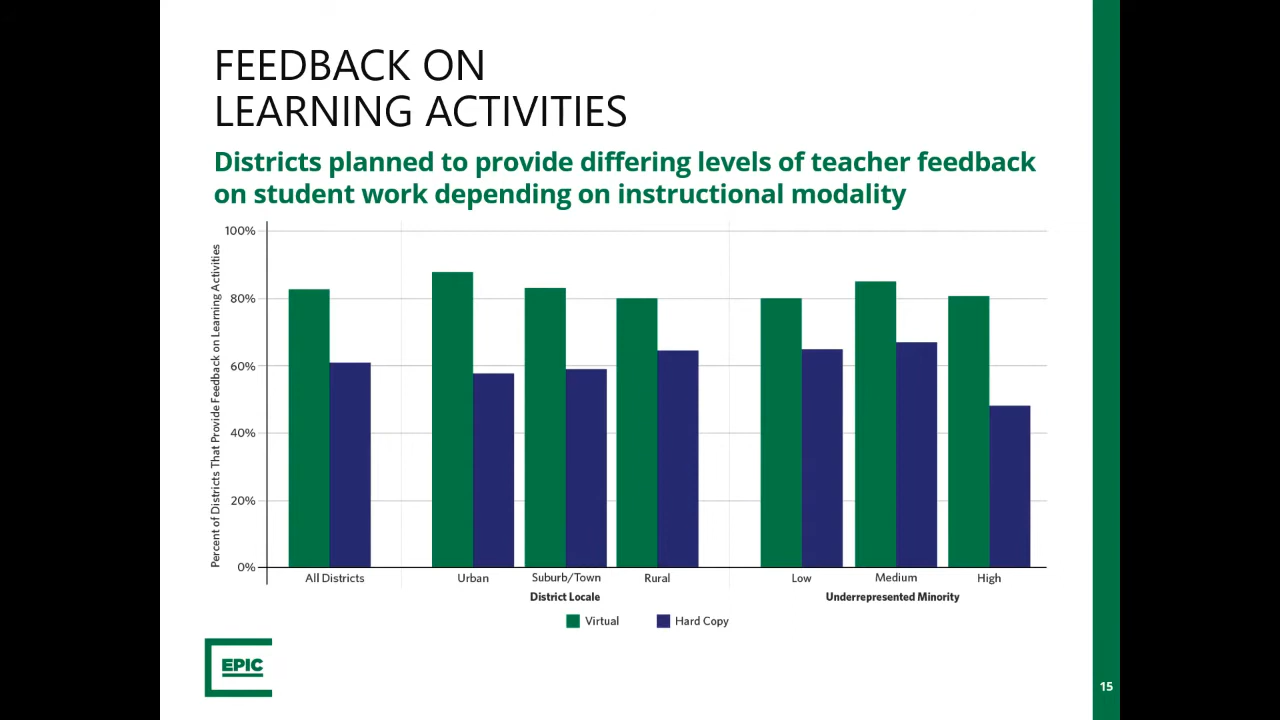 FEEDBACK ON
LEARNING ACTIVITIES
Districts planned to provide differing levels of teacher feedback
on student work depending on instructional modality
Percent of Districts That Provide Feedback on Learning Activities
100%
80%
60%
40%
20%
0%
All Districts
Urban
Suburb/Town
Rural
Low
Medium
High
District Locale
Underrepresented Minority
Virtual
Hard Copy
EPIC
15